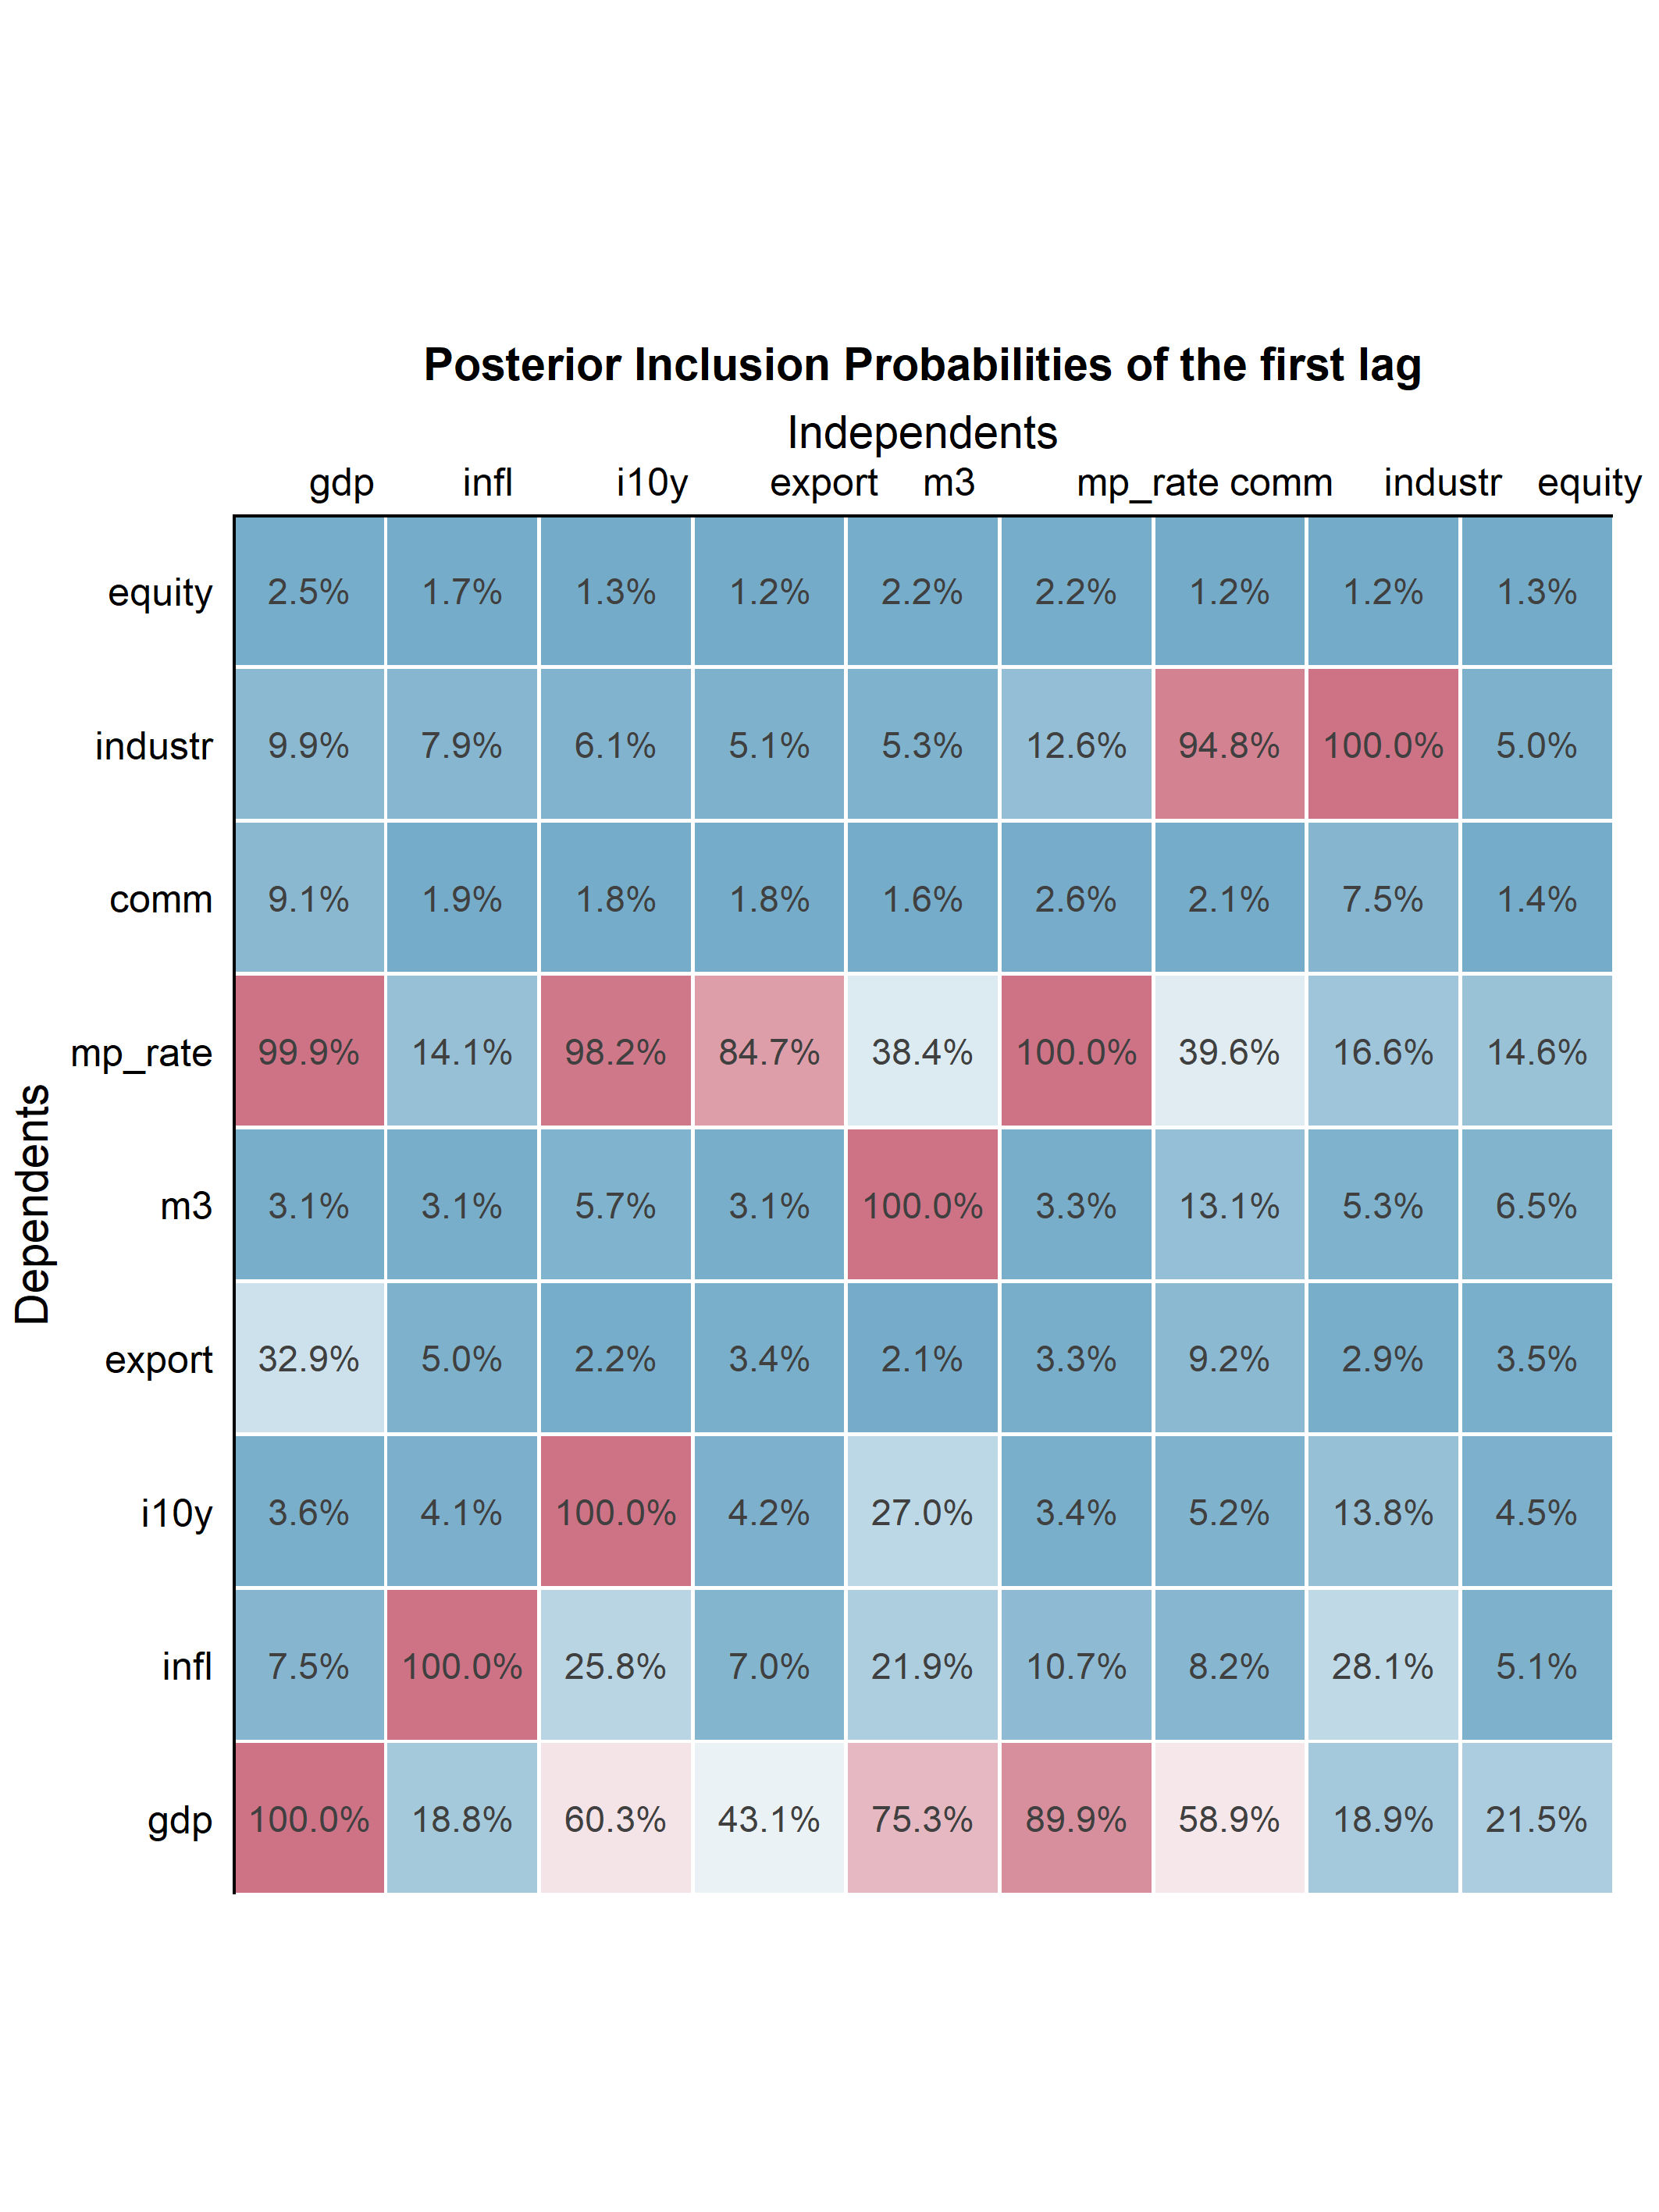 Posterior Inclusion Probabilities of the first lag
Independents
gdp infl i10y export m3 mp_rate comm industr equity
equity 2.5% 1.7% 1.3% 1.2% 2.2% 2.2% 1.2% 1.2% 1.3%
industr 9.9% 7.9% 6.1% 5.1% 5.3% 12.6% 94.8% 100.0% 5.0%
comm 9.1% 1.9% 1.8% 1.8% 1.6% 2.6% 2.1% 7.5% 1.4%
mp_rate 99.9% 14.1% 98.2% 84.7% 38.4% 100.0% 39.6% 16.6% 14.6%
m3 3.1% 3.1% 5.7% 3.1% 100.0% 3.3% 13.1% 5.3% 6.5%
Dependents
export 32.9% 5.0% 2.2% 3.4% 2.1% 3.3% 9.2% 2.9% 3.5%
i10y 3.6% 4.1% 100.0% 4.2% 27.0% 3.4% 5.2% 13.8% 4.5%
infl 7.5% 100.0% 25.8% 7.0% 21.9% 10.7% 8.2% 28.1% 5.1%
gdp 100.0% 18.8% 60.3% 43.1% 75.3% 89.9% 58.9% 18.9% 21.5%